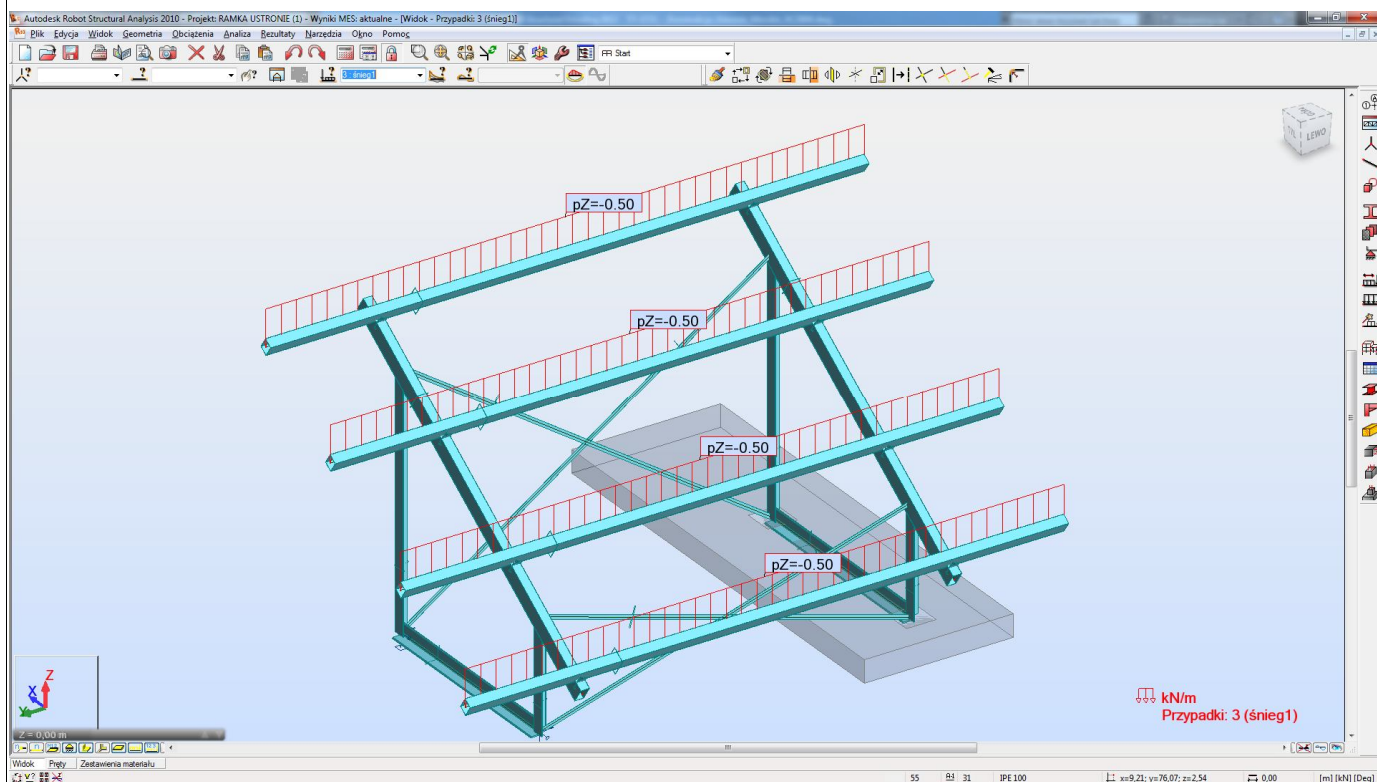 Autodesk Robot Structural Analysis 2010 - Projekt: RAMKA USTRONIE (1) - Wyniki MES: aktualne - [Widok - Przypadki: 3 (śnieg1)]
Plik Edycja Widok Geometria Obciążenia Analiza Rezultaty Narzędzia Okno Pomoc
Start
3 : śnieg1
LEWO
pZ=-0.50
pZ=-0.50
pZ=-0.50
pZ=-0.50
Z
X
Y
kN/m
Przypadki: 3 (śnieg1)
Z = 0,00 m
Widok Pręty Zestawienia materiału
55 31 IPE 100 x=9,21; y=76,07; z=2,54 0,00 [m] [kN] [Deg]